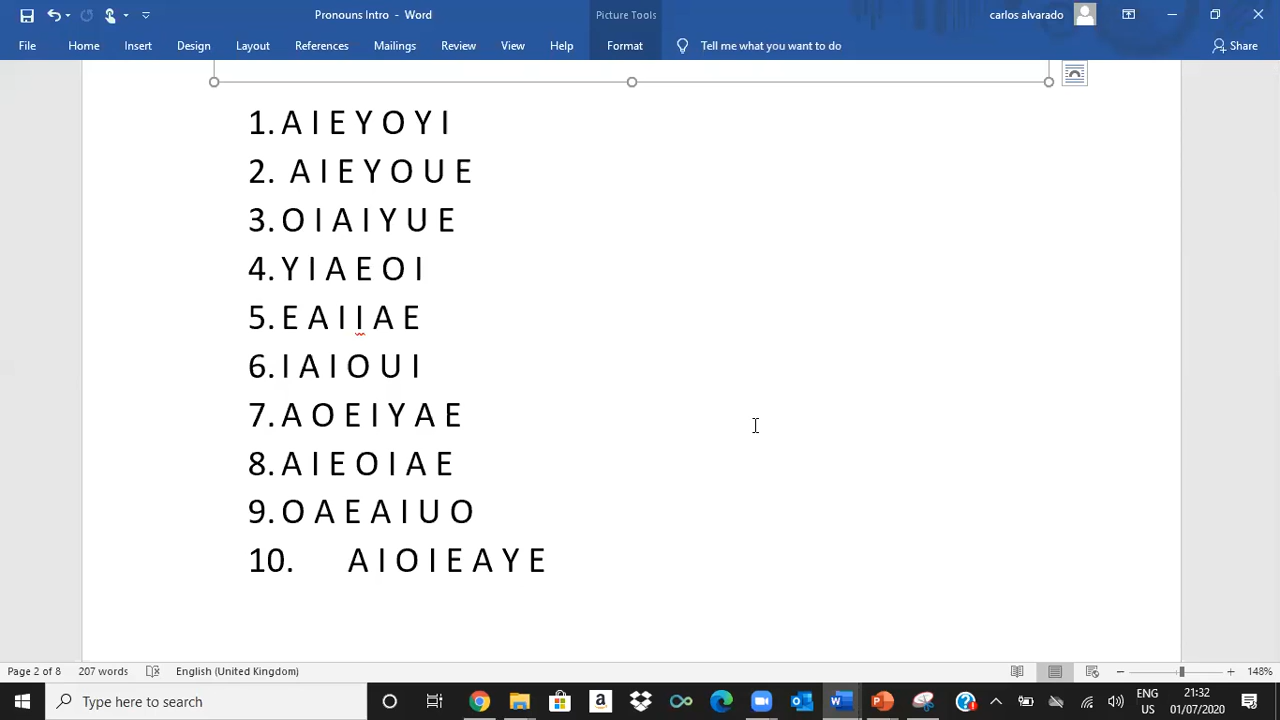 Pronouns Intro - Word
Picture Tools
carlos alvarado
File Home Insert Design Layout References Mailings Review View Help Format Tell me what you want to do Share
1. A I E Y O Y I
2. A I E Y O U E
3. O I A I Y U E
4. Y I A E O I
5. E A I I A E
6. I A I O U I
7. A O E I Y A E
8. A I E O I A E
9. O A E A I U O
10. A I O I E A Y E
Page 2 of 8 207 words English (United Kingdom) 148%
Type here to search
ENG 21:32
US 01/07/2020